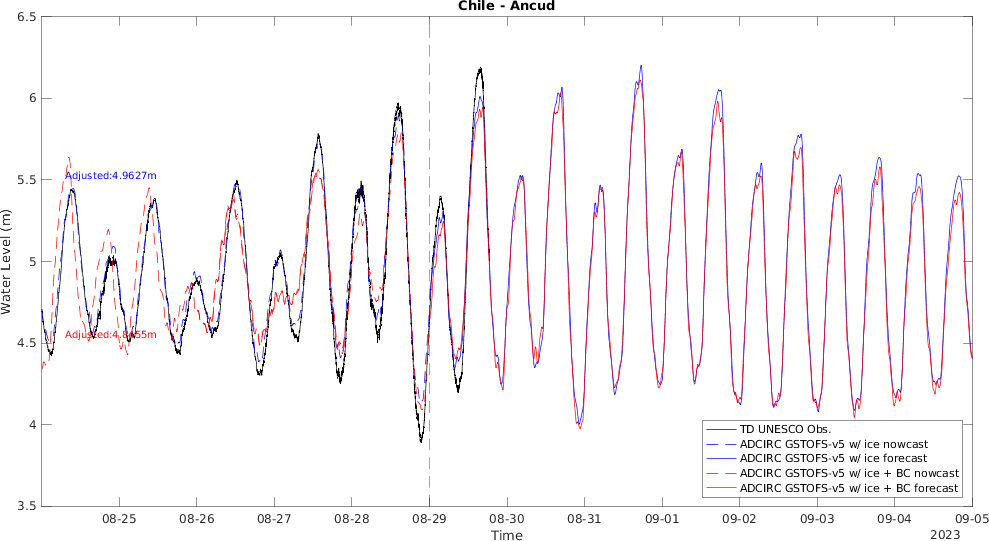 Chile - Ancud
6.5
6
5.5
5
4.5
4
3.5
Water Level (m)
Adjusted:4.9627m
Adjusted:4.8455m
TD UNESCO Obs.
ADCIRC GSTOFS-v5 w/ ice nowcast
ADCIRC GSTOFS-v5 w/ ice forecast
ADCIRC GSTOFS-v5 w/ ice + BC nowcast
ADCIRC GSTOFS-v5 w/ ice + BC forecast
08-25 08-26 08-27 08-28 08-29 08-30 08-31 09-01 09-02 09-03 09-04 09-05
Time
2023